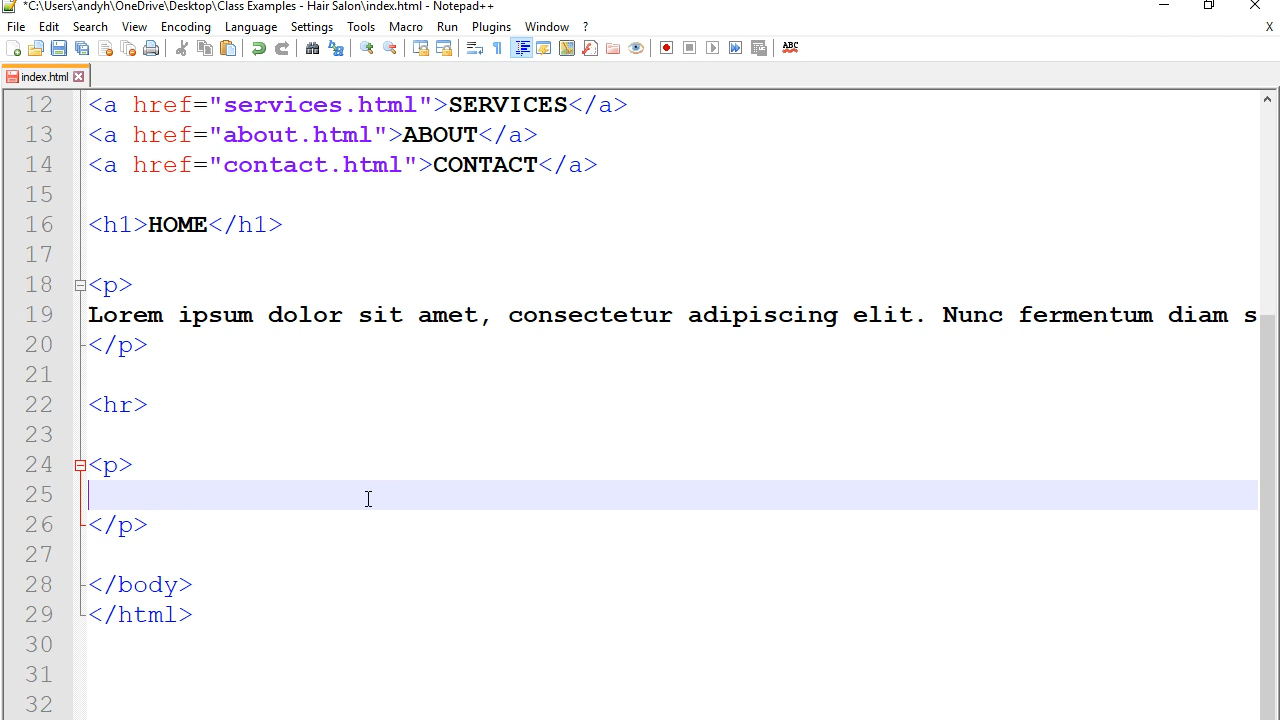 *C:\Users\andyh\OneDrive\Desktop\Class Examples - Hair Salon\index.html - Notepad++
File Edit Search View Encoding Language Settings Tools Macro Run Plugins Window ? X
ABC
index.html
12 <a href="services.html">SERVICES</a>
13 <a href="about.html">ABOUT</a>
14 <a href="contact.html">CONTACT</a>
15
16 <h1>HOME</h1>
17
18 <p>
19 Lorem ipsum dolor sit amet, consectetur adipiscing elit. Nunc fermentum diam s
20 </p>
21
22 <hr>
23
24 <p>
25
26 </p>
27
28 </body>
29 </html>
30
31
32